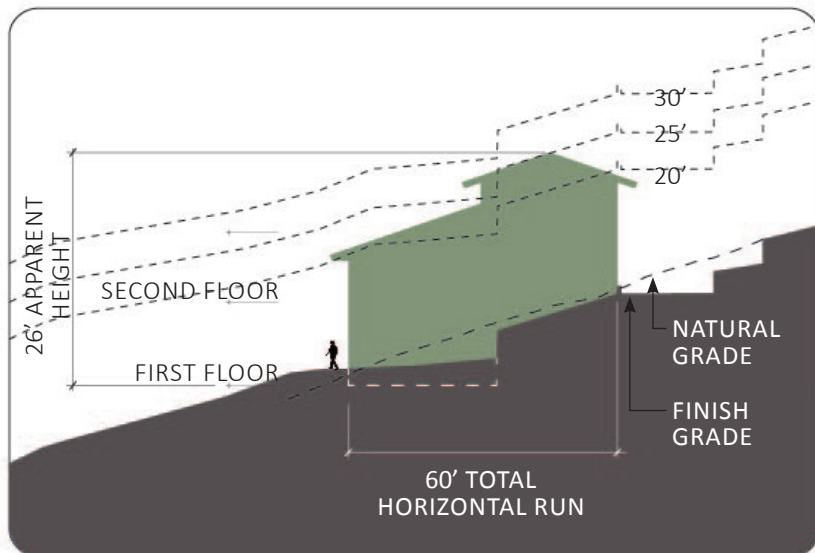 30’
25’
20’
26’ APPARENT
HEIGHT
SECOND FLOOR
FIRST FLOOR
NATURAL
GRADE
FINISH
GRADE
60’ TOTAL
HORIZONTAL RUN